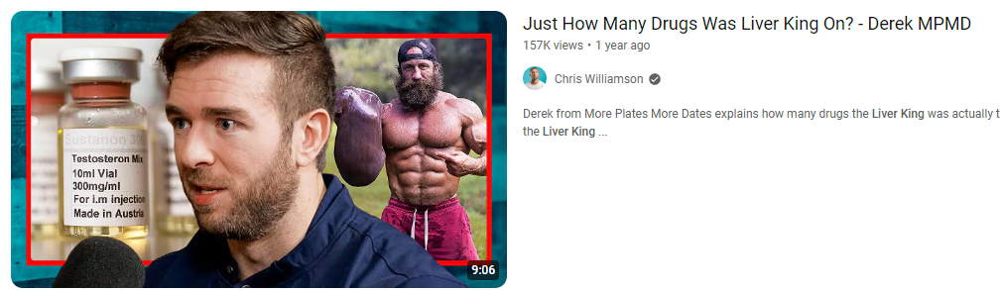 Sustanon 300
Testosteron Mix
10ml Vial
300mg/ml
For i.m injection
Made in Austria
9:06
Just How Many Drugs Was Liver King On? - Derek MPMD
157K views • 1 year ago
Chris Williamson
Derek from More Plates More Dates explains how many drugs the Liver King was actually t
the Liver King ...